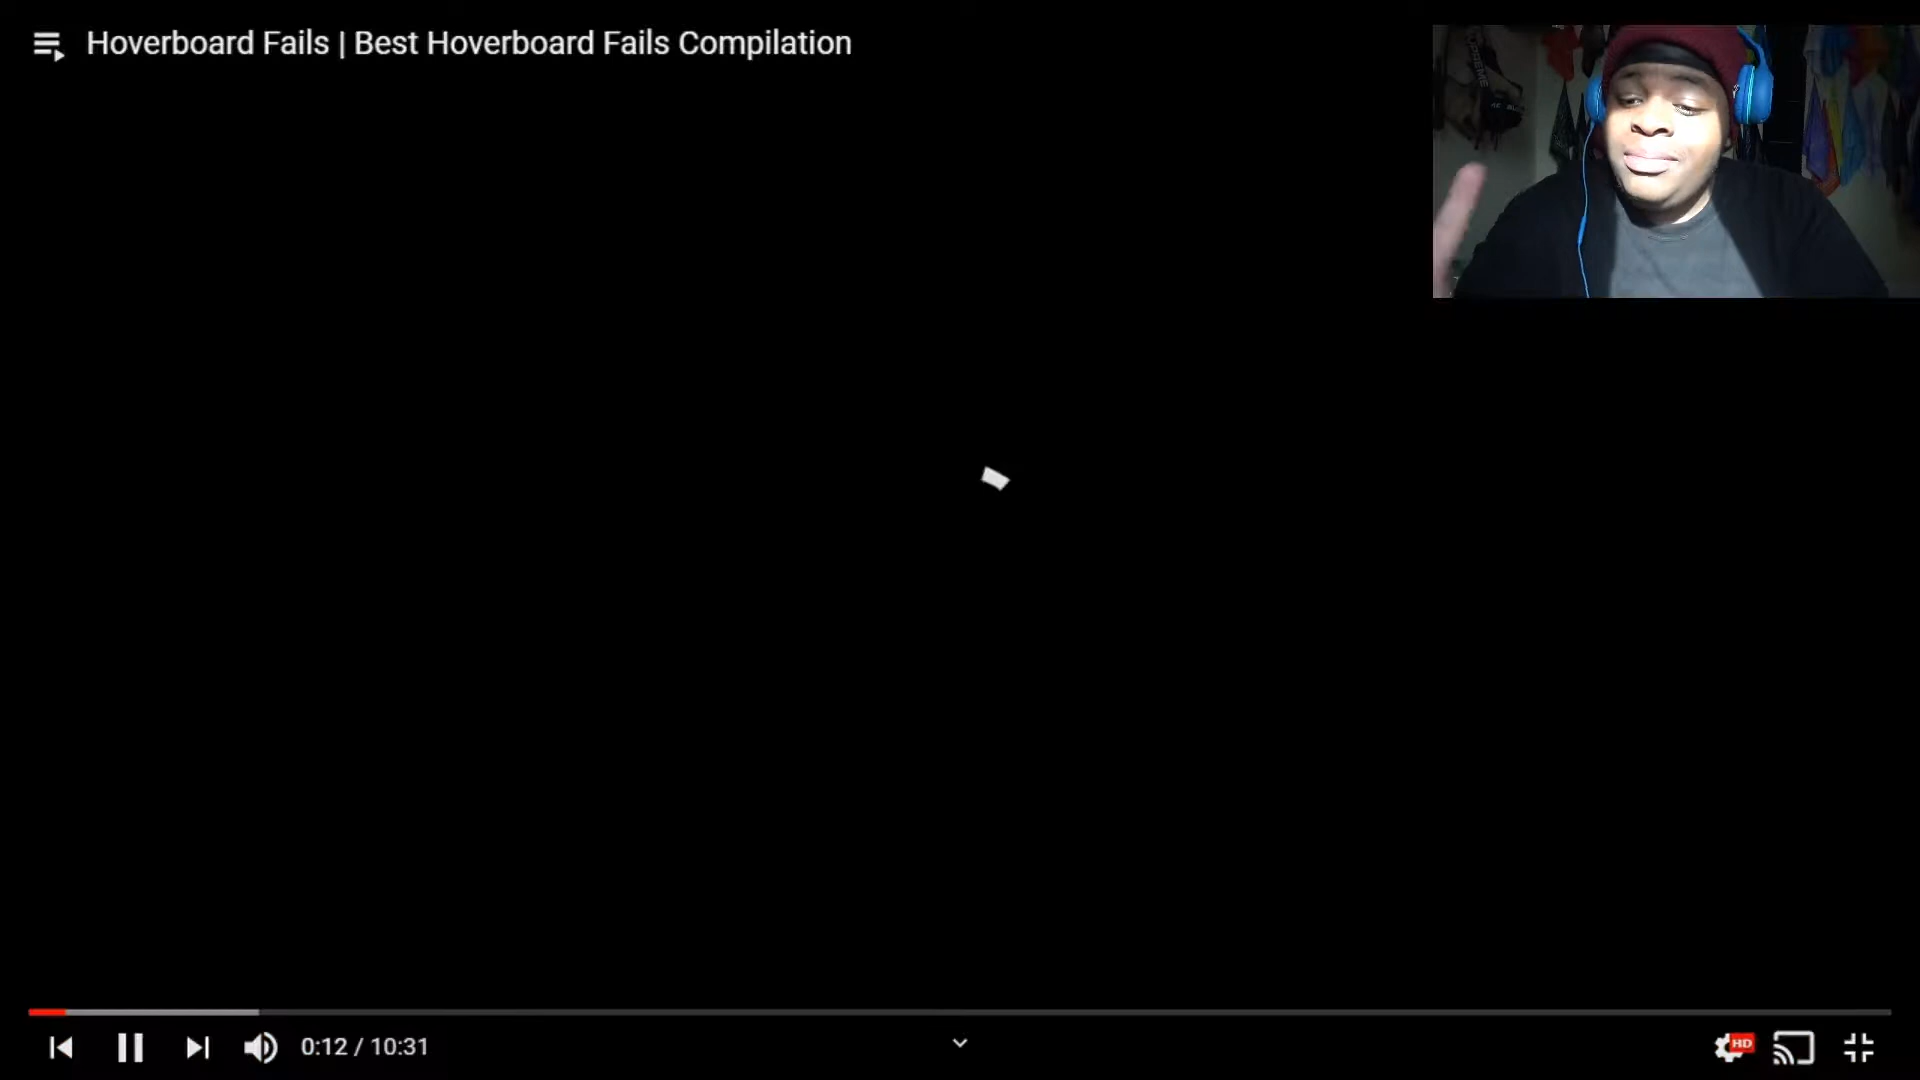 Hoverboard Fails | Best Hoverboard Fails Compilation
0:12 / 10:31
HD